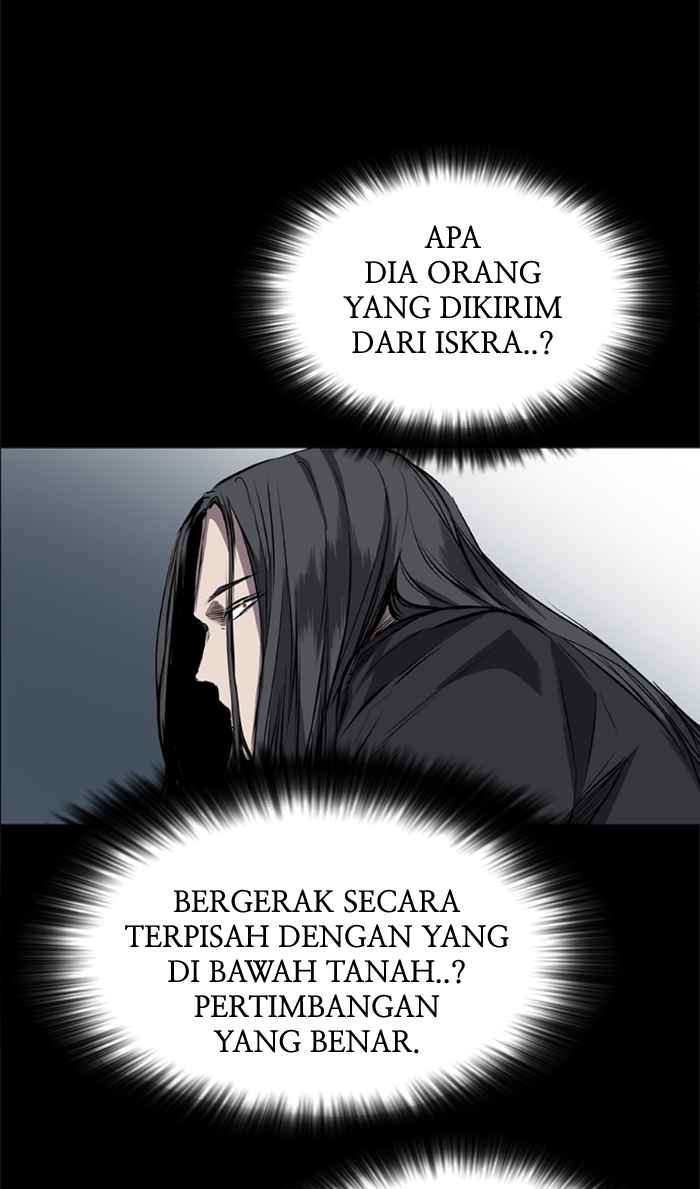 APA
DIA ORANG
YANG DIKIRIM
DARI ISKRA..?
BERGERAK SECARA
TERPISAH DENGAN YANG
DI BAWAH TANAH..?
PERTIMBANGAN
YANG BENAR.